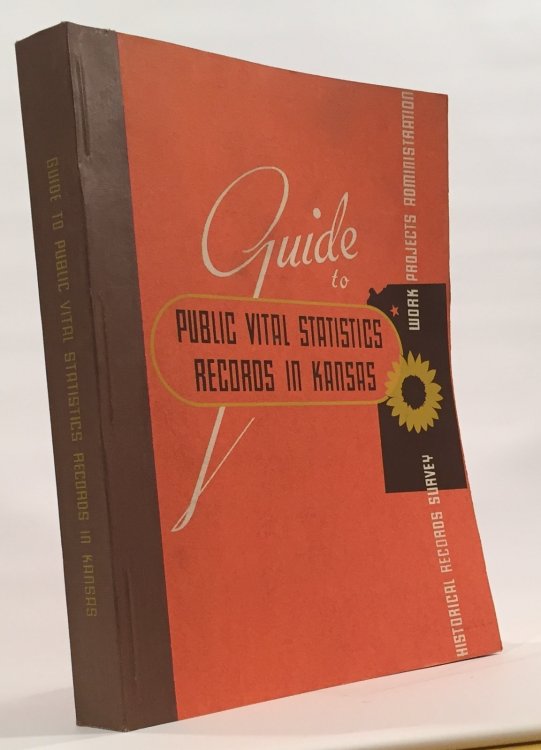 GUIDE TO PUBLIC VITAL STATISTICS RECORDS IN KANSAS
Guide
to
PUBLIC VITAL STATISTICS
RECORDS IN KANSAS
HISTORICAL RECORDS SURVEY
WORK PROJECTS ADMINISTRATION